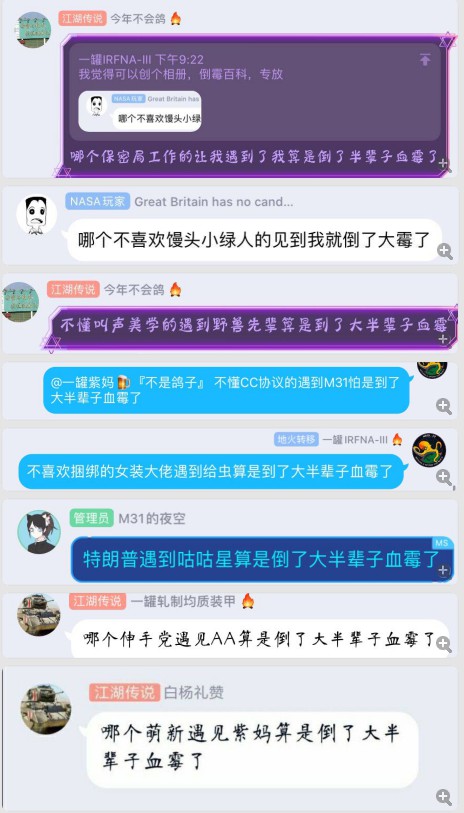 江湖传说 今年不会鸽🔥
一罐IRFNA-III 下午9:22
我觉得可以创个相册，倒霉百科，专放
NASA玩家 Great Britain has
哪个不喜欢馒头小绿
哪个保密局工作的让我遇到了我算是倒了半辈子血霉了
NASA玩家 Great Britain has no cand...
哪个不喜欢馒头小绿人的见到我就倒了大霉了
江湖传说 今年不会鸽🔥
不懂叫声美学的遇到野兽先辈算是到了大半辈子血霉
@一罐紫妈🍺『不是鸽子』 不懂CC协议的遇到M31怕是到了
大半辈子血霉了
地火转移 一罐IRFNA-III🔥
不喜欢捆绑的女装大佬遇到给虫算是到了大半辈子血霉了
管理员 M31的夜空
MS
特朗普遇到咕咕星算是倒了大半辈子血霉了
江湖传说 一罐轧制均质装甲🔥
哪个伸手党遇见AA算是倒了大半辈子血霉了
江湖传说 白杨礼赞
哪个萌新遇见紫妈算是倒了大半
辈子血霉了